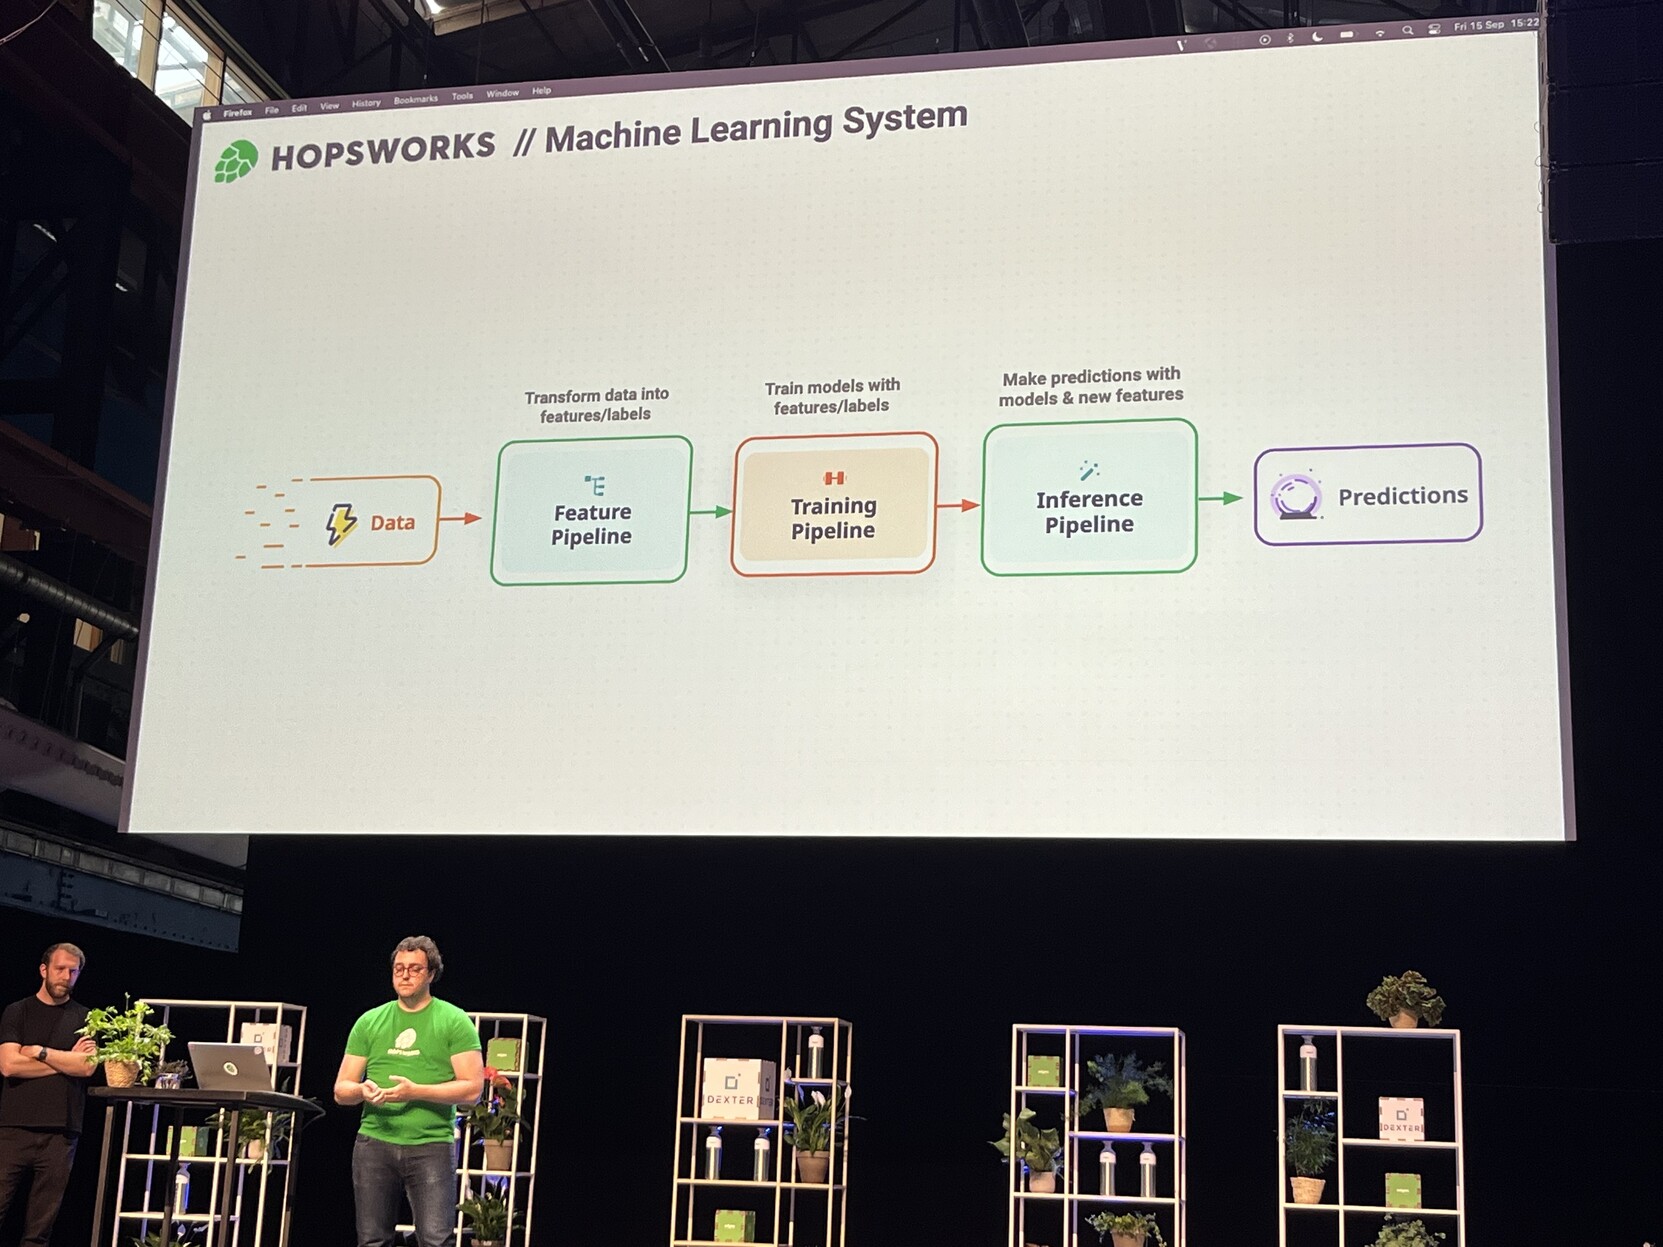 Firefox File Edit View History Bookmarks Tools Window Help
Fri 15 Sep 15:22
HOPSWORKS // Machine Learning System
Transform data into
features/labels
Train models with
features/labels
Make predictions with
models & new features
Data
Feature
Pipeline
Training
Pipeline
Inference
Pipeline
Predictions
HOPSWORKS
DEXTER
DEXTER